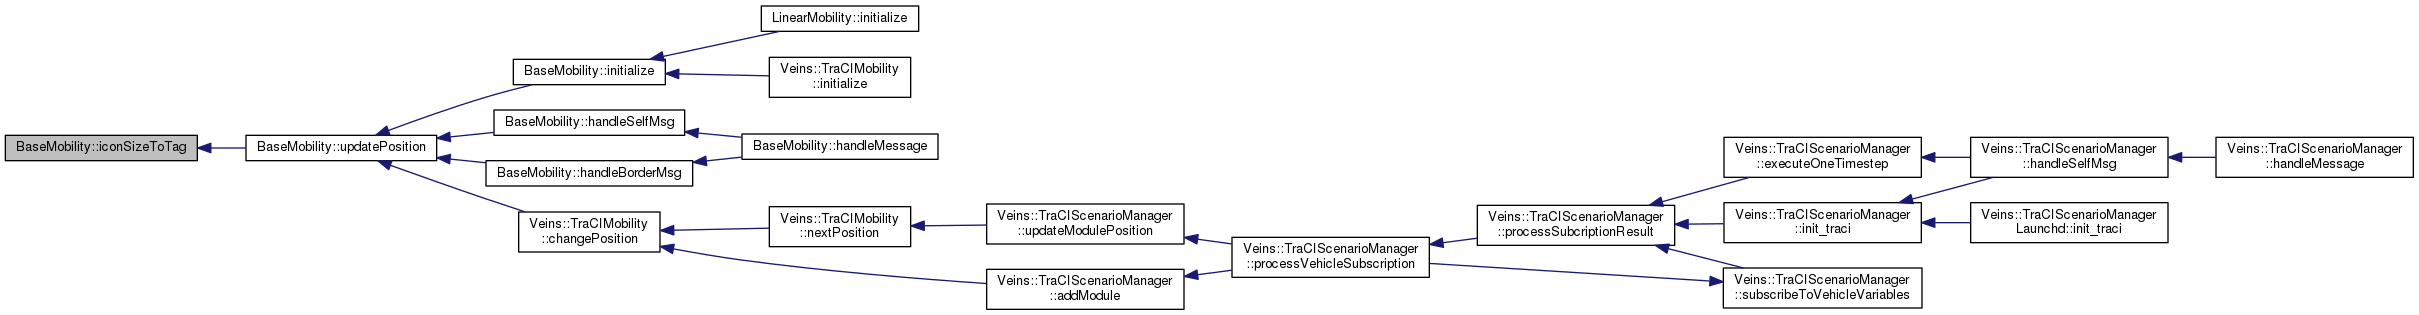 BaseMobility::iconSizeToTag
BaseMobility::updatePosition
BaseMobility::initialize
LinearMobility::initialize
Veins::TraCIMobility
::initialize
BaseMobility::handleSelfMsg
BaseMobility::handleMessage
BaseMobility::handleBorderMsg
Veins::TraCIMobility
::changePosition
Veins::TraCIMobility
::nextPosition
Veins::TraCIScenarioManager
::updateModulePosition
Veins::TraCIScenarioManager
::addModule
Veins::TraCIScenarioManager
::processVehicleSubscription
Veins::TraCIScenarioManager
::processSubcriptionResult
Veins::TraCIScenarioManager
::executeOneTimestep
Veins::TraCIScenarioManager
::handleSelfMsg
Veins::TraCIScenarioManager
::handleMessage
Veins::TraCIScenarioManager
::init_traci
Veins::TraCIScenarioManager
Launchd::init_traci
Veins::TraCIScenarioManager
::subscribeToVehicleVariables